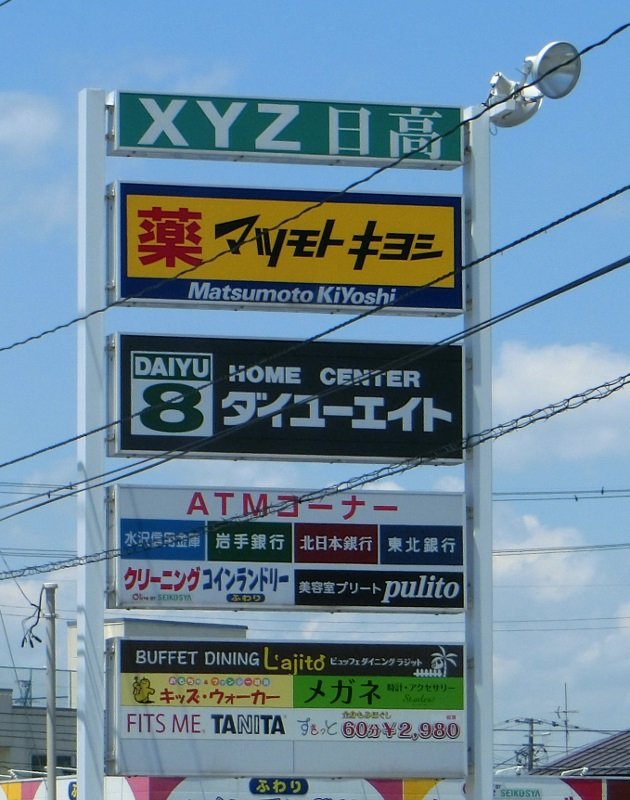 XYZ 日高
薬 マツモトキヨシ
Matsumoto KiYoshi
DAIYU 8
HOME CENTER
ダイユーエイト
ATMコーナー
水沢信用金庫 岩手銀行 北日本銀行 東北銀行
クリーニング コインランドリー 美容室プリート pulito
Olive BY SEIKOSYA ふわり
BUFFET DINING L'ajitó ビュッフェダイニング ラジット
キッズ・ウォーカー メガネ 時計・アクセサリー
FITS ME. TANITA ずもっと 60分¥2,980
ふわり
SEIKOSYA